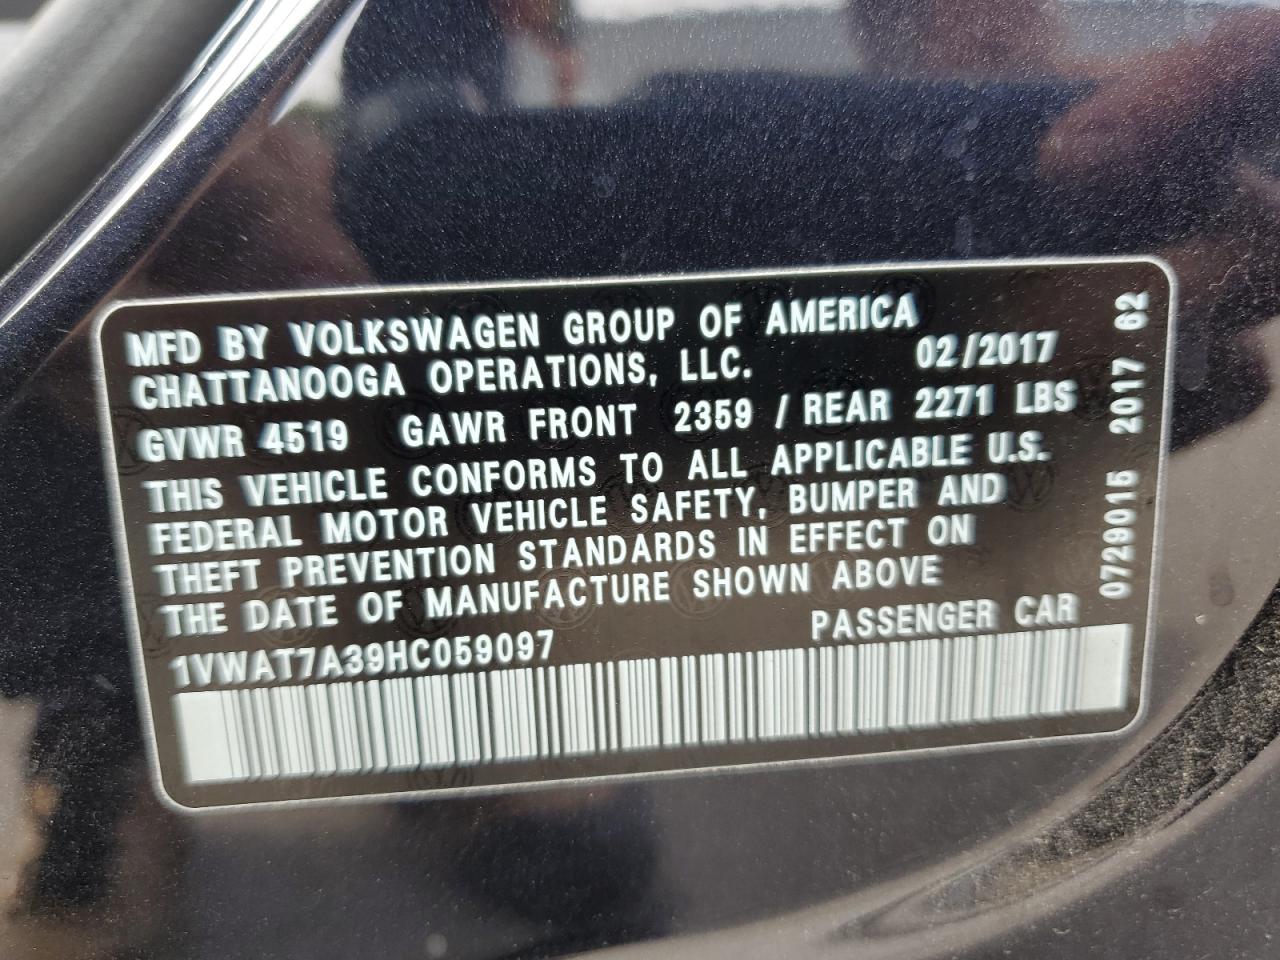 MFD BY VOLKSWAGEN GROUP OF AMERICA
CHATTANOOGA OPERATIONS, LLC. 02/2017
GVWR 4519 GAWR FRONT 2359 / REAR 2271 LBS
THIS VEHICLE CONFORMS TO ALL APPLICABLE U.S.
FEDERAL MOTOR VEHICLE SAFETY, BUMPER AND
THEFT PREVENTION STANDARDS IN EFFECT ON
THE DATE OF MANUFACTURE SHOWN ABOVE
1VWAT7A39HC059097 PASSENGER CAR
0729015 2017 62